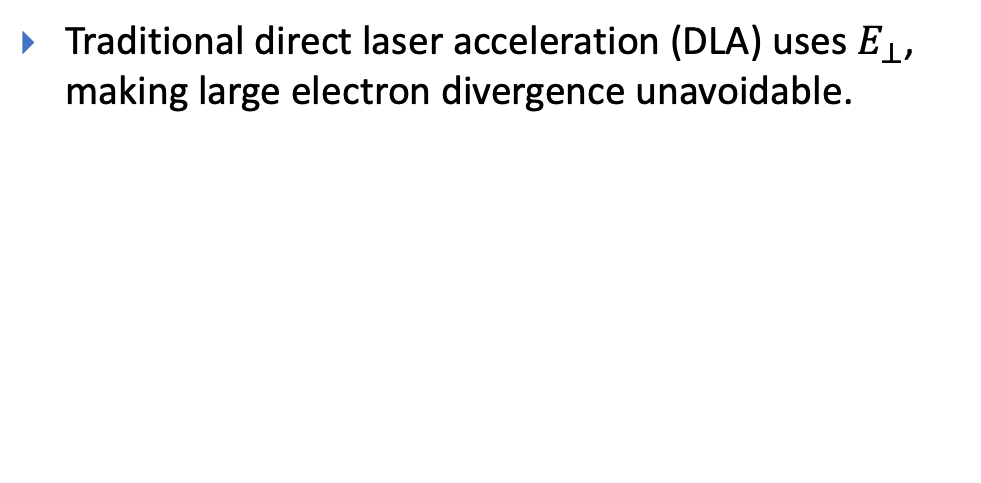 Traditional direct laser acceleration (DLA) uses E⊥,
making large electron divergence unavoidable.